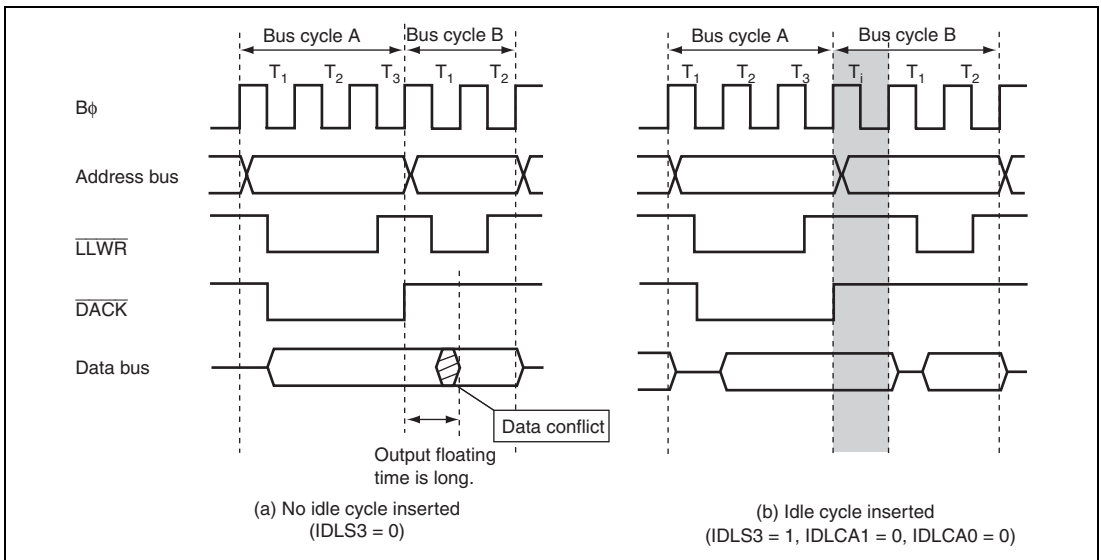 Bus cycle A
Bus cycle B
T1 T2 T3 T1 T2
Bus cycle A
Bus cycle B
T1 T2 T3 Ti T1 T2
Bϕ
Address bus
LLWR
DACK
Data bus
Data conflict
Output floating
time is long.
(a) No idle cycle inserted
(IDLS3 = 0)
(b) Idle cycle inserted
(IDLS3 = 1, IDLCA1 = 0, IDLCA0 = 0)